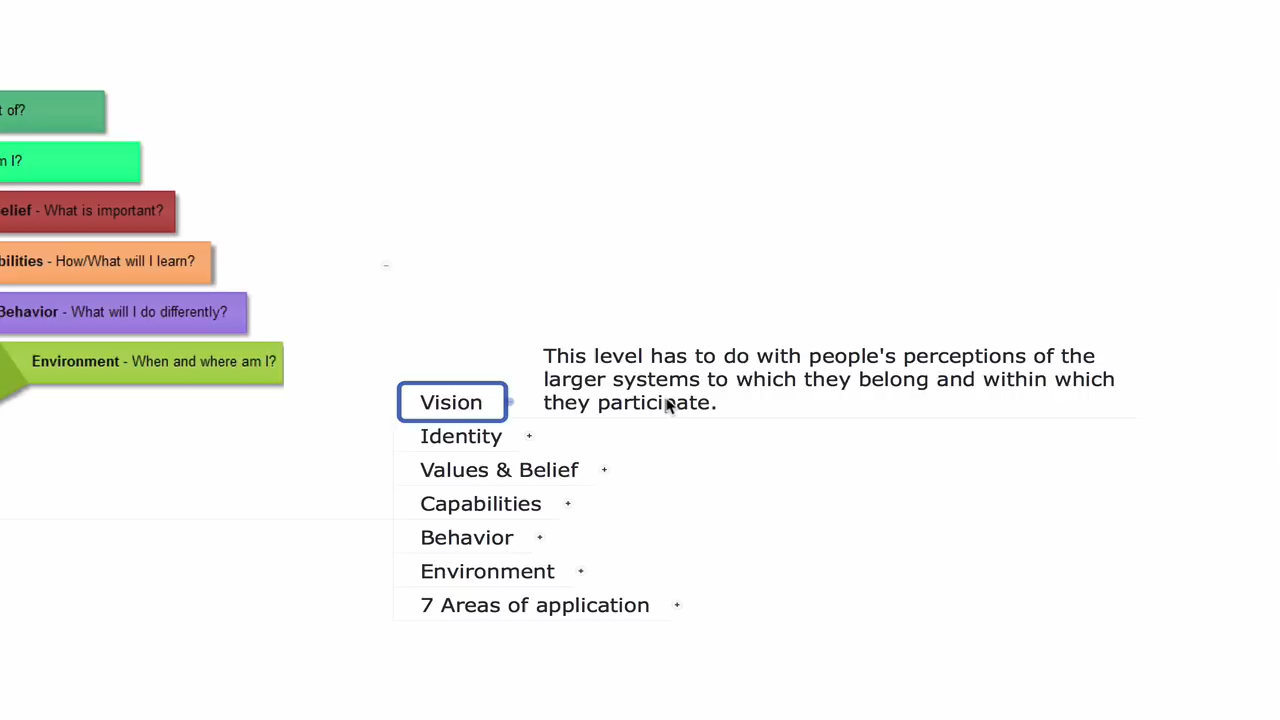 of?
I?
elief - What is important?
bilities - How/What will I learn?
Behavior - What will I do differently?
Environment - When and where am I?
This level has to do with people's perceptions of the
larger systems to which they belong and within which
they participate.
Vision
Identity
Values & Belief
Capabilities
Behavior
Environment
7 Areas of application